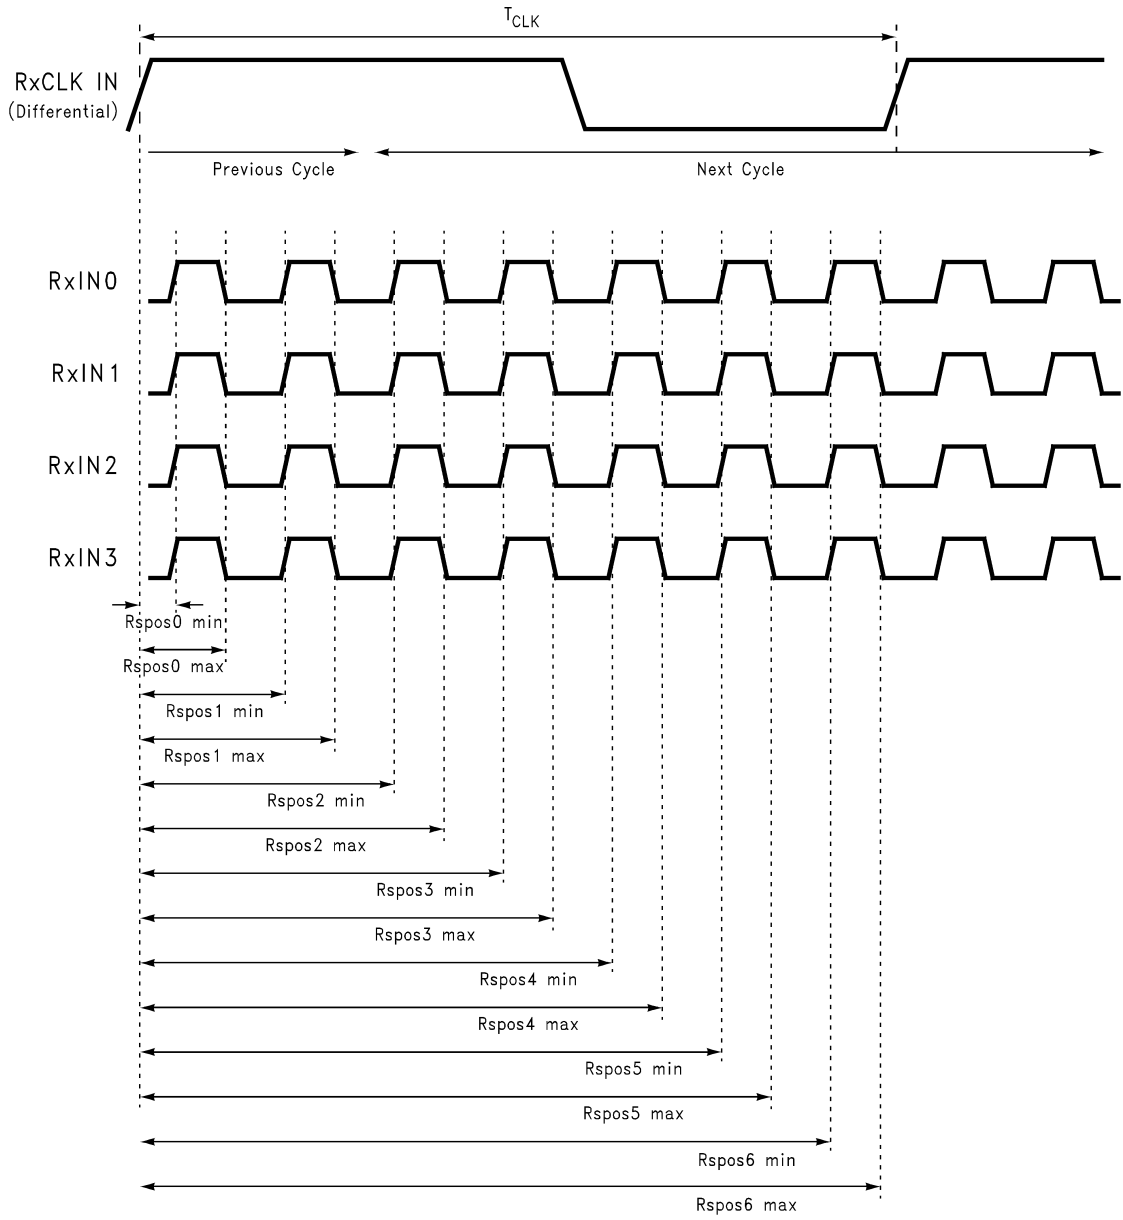 TCLK
RxCLK IN
(Differential)
Previous Cycle
Next Cycle
RxIN0
RxIN1
RxIN2
RxIN3
Rspos0 min
Rspos0 max
Rspos1 min
Rspos1 max
Rspos2 min
Rspos2 max
Rspos3 min
Rspos3 max
Rspos4 min
Rspos4 max
Rspos5 min
Rspos5 max
Rspos6 min
Rspos6 max